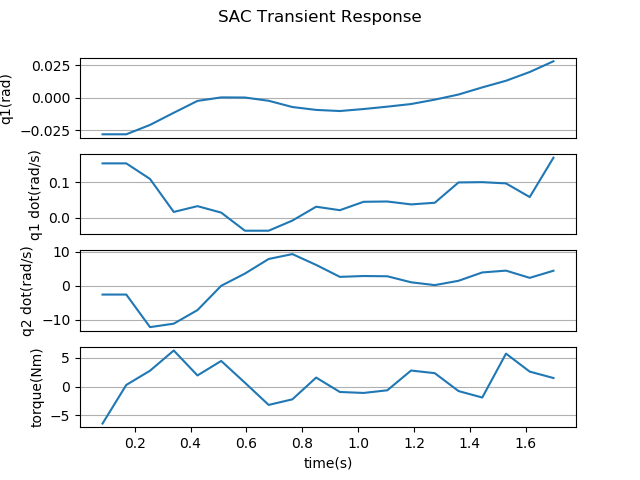 SAC Transient Response
q1(rad)
0.025
0.000
−0.025
q1 dot(rad/s)
0.1
0.0
q2 dot(rad/s)
10
0
−10
torque(Nm)
5
0
−5
0.2 0.4 0.6 0.8 1.0 1.2 1.4 1.6
time(s)